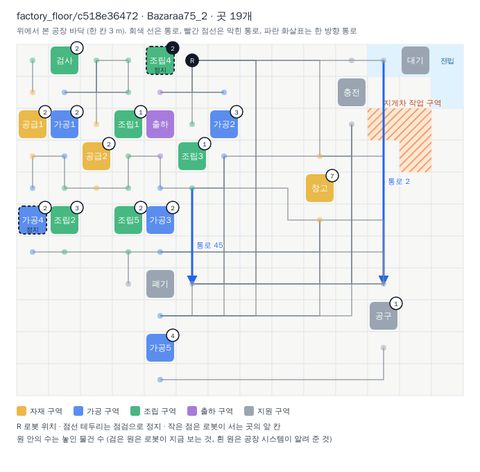 factory_floor/c518e36472 · Bazaraa75_2 · 곳 19개
위에서 본 공장 바닥 (한 칸 3 m). 회색 선은 통로, 빨간 점선은 막힌 통로, 파란 화살표는 한 방향 통로
검사 2
조립4 2
정지
R
대기
전립
충전
지게차 작업 구역
공급1 2
가공1 2
조립1 1
출하
가공2 3
공급2 2
조립3 1
창고 7
통로 2
가공4 2
정지
조립2 3
조립5 2
가공3 2
통로 45
폐기
공구 1
가공5 4
자재 구역
가공 구역
조립 구역
출하 구역
지원 구역
R 로봇 위치 · 점선 테두리는 점검으로 정지 · 작은 점은 로봇이 서는 곳의 앞 칸
원 안의 수는 놓인 물건 수 (검은 원은 로봇이 지금 보는 것, 흰 원은 공장 시스템이 알려 준 것)